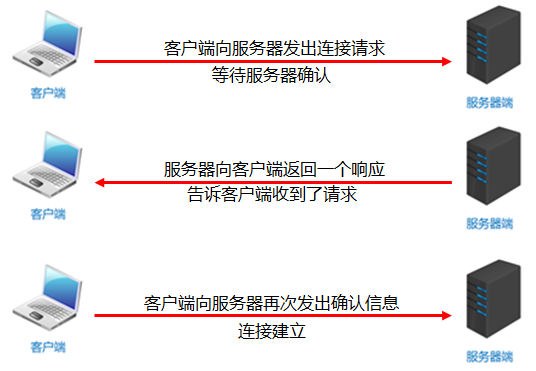 客户端向服务器发出连接请求
等待服务器确认
客户端
服务器端
服务器向客户端返回一个响应
告诉客户端收到了请求
客户端
服务器端
客户端向服务器再次发出确认信息
连接建立
客户端
服务器端